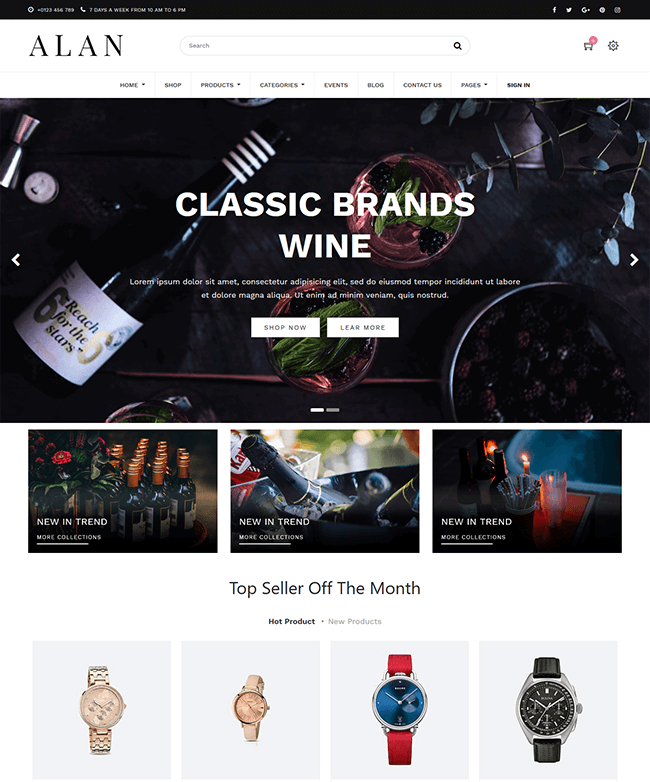 +0123 456 789 7 DAYS A WEEK FROM 10 AM TO 6 PM
ALAN
Search
HOME SHOP PRODUCTS CATEGORIES EVENTS BLOG CONTACT US PAGES SIGN IN
CLASSIC BRANDS
WINE
Lorem ipsum dolor sit amet, consectetur adipisicing elit, sed do eiusmod tempor incididunt ut labore
et dolore magna aliqua. Ut enim ad minim veniam, quis nostrud.
SHOP NOW LEAR MORE
Reach
for the
stars
NEW IN TREND NEW IN TREND NEW IN TREND
MORE COLLECTIONS MORE COLLECTIONS MORE COLLECTIONS
Top Seller Off The Month
Hot Product • New Products